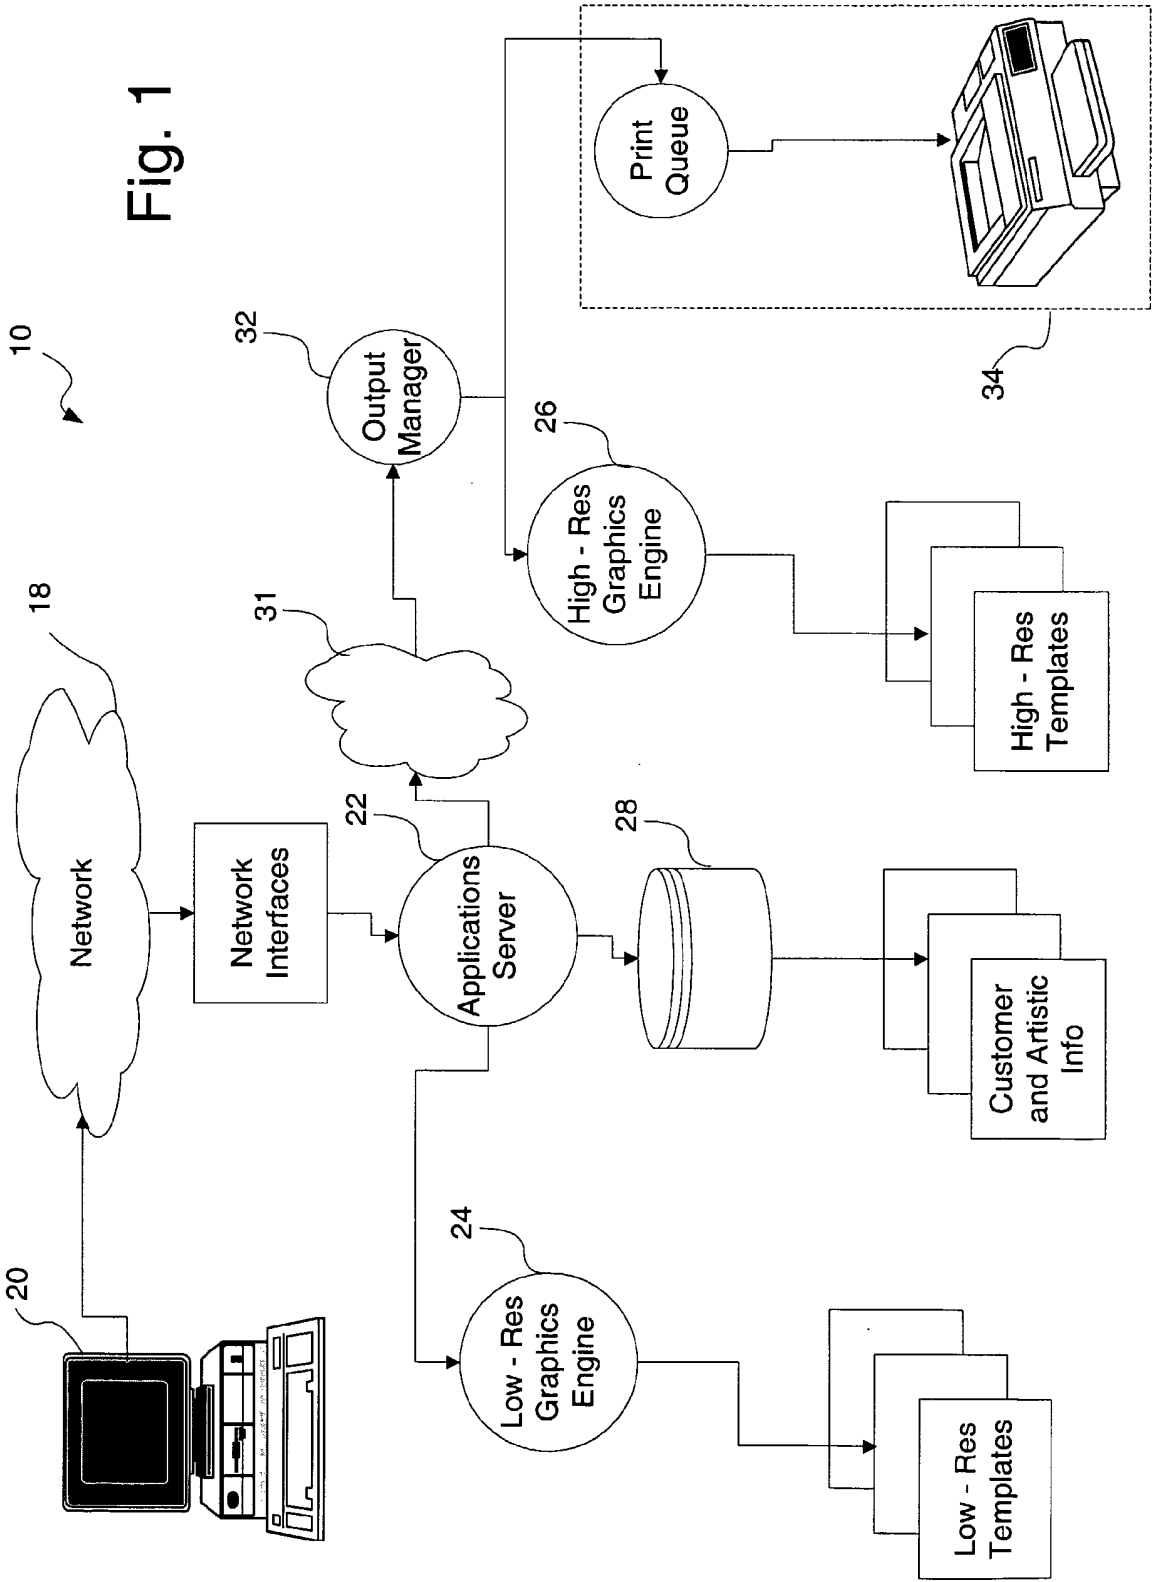 Fig. 1
10
20
18
Network
Network
Interfaces
22
Applications
Server
31
32
Output
Manager
24
Low - Res
Graphics
Engine
28
26
High - Res
Graphics
Engine
Print
Queue
34
Low - Res
Templates
Customer
and Artistic
Info
High - Res
Templates